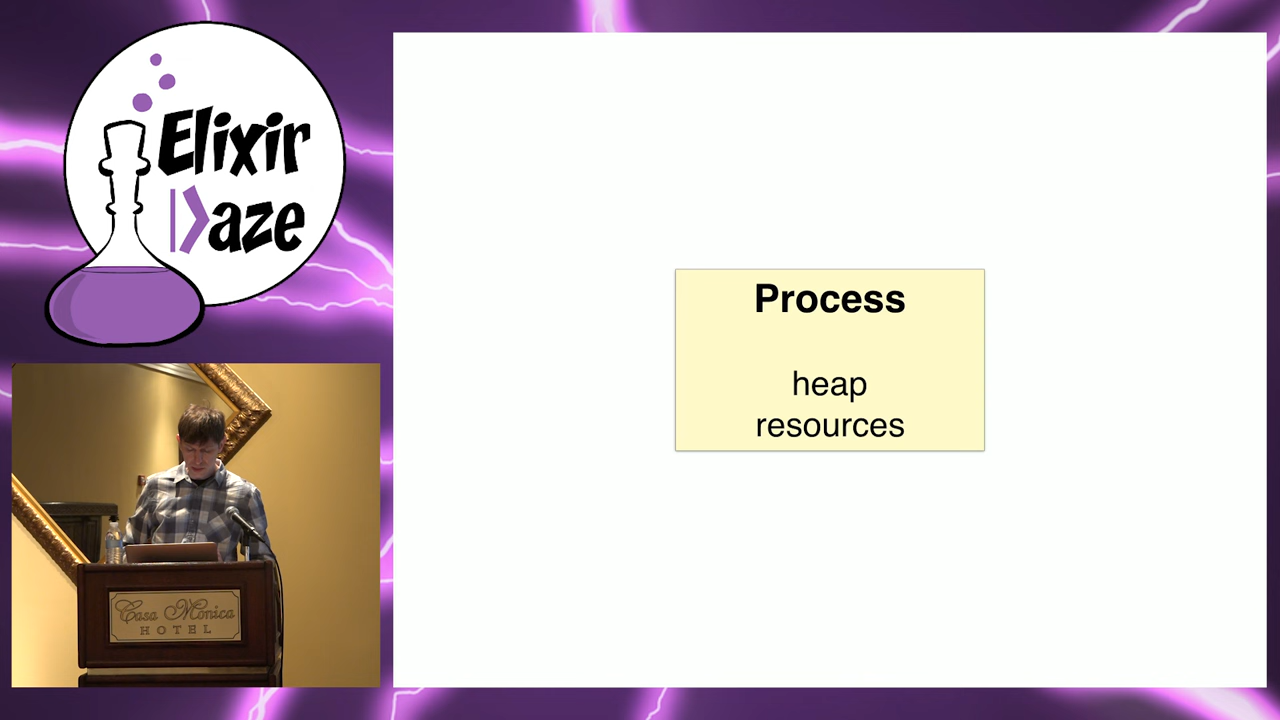 Elixir
|>aze
Process
heap
resources
Casa Monica
HOTEL